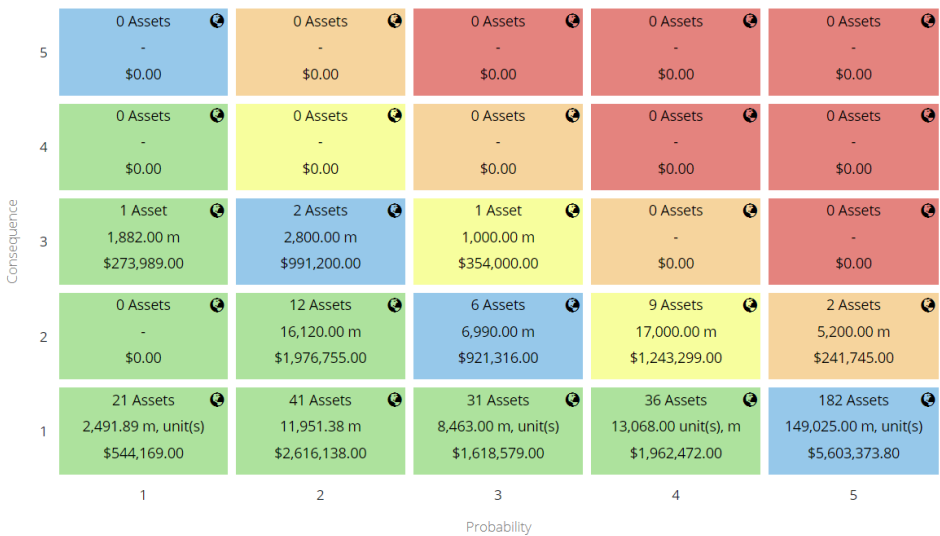 5
0 Assets
-
$0.00
0 Assets
-
$0.00
0 Assets
-
$0.00
0 Assets
-
$0.00
0 Assets
-
$0.00
4
0 Assets
-
$0.00
0 Assets
-
$0.00
0 Assets
-
$0.00
0 Assets
-
$0.00
0 Assets
-
$0.00
Consequence
3
1 Asset
1,882.00 m
$273,989.00
2 Assets
2,800.00 m
$991,200.00
1 Asset
1,000.00 m
$354,000.00
0 Assets
-
$0.00
0 Assets
-
$0.00
2
0 Assets
-
$0.00
12 Assets
16,120.00 m
$1,976,755.00
6 Assets
6,990.00 m
$921,316.00
9 Assets
17,000.00 m
$1,243,299.00
2 Assets
5,200.00 m
$241,745.00
1
21 Assets
2,491.89 m, unit(s)
$544,169.00
41 Assets
11,951.38 m
$2,616,138.00
31 Assets
8,463.00 m, unit(s)
$1,618,579.00
36 Assets
13,068.00 unit(s), m
$1,962,472.00
182 Assets
149,025.00 m, unit(s)
$5,603,373.80
1
2
3
4
5
Probability